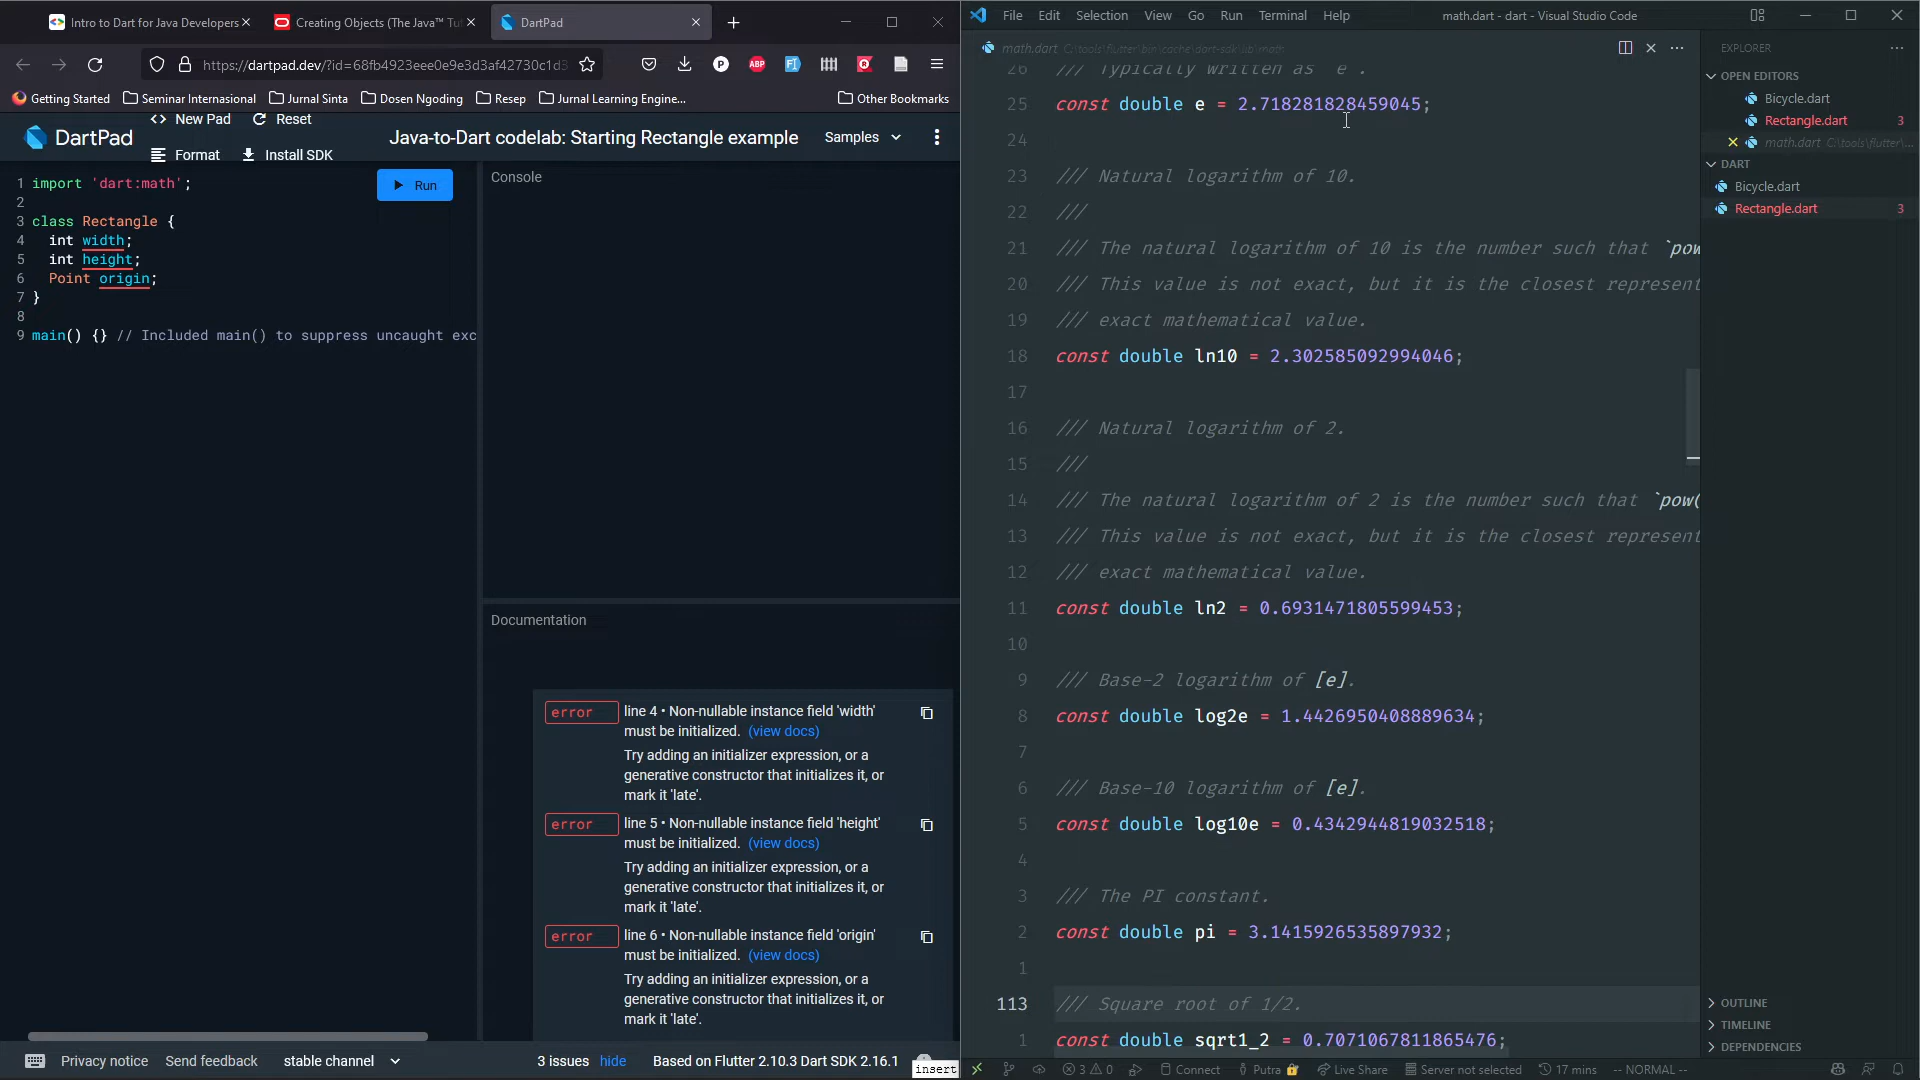 Intro to Dart for Java Developers
Creating Objects (The Java™ Tut
DartPad
https://dartpad.dev/?id=68fb4923eee0e9e3d3af42730c1d3
Getting Started
Seminar Internasional
Jurnal Sinta
Dosen Ngoding
Resep
Jurnal Learning Engine...
Other Bookmarks
DartPad
New Pad
Reset
Format
Install SDK
Java-to-Dart codelab: Starting Rectangle example
Samples
Run
1 import 'dart:math';
2
3 class Rectangle {
4 int width;
5 int height;
6 Point origin;
7 }
8
9 main() {} // Included main() to suppress uncaught exc
Console
Documentation
error line 4 • Non-nullable instance field 'width'
must be initialized. (view docs)
Try adding an initializer expression, or a
generative constructor that initializes it, or
mark it 'late'.
error line 5 • Non-nullable instance field 'height'
must be initialized. (view docs)
Try adding an initializer expression, or a
generative constructor that initializes it, or
mark it 'late'.
error line 6 • Non-nullable instance field 'origin'
must be initialized. (view docs)
Try adding an initializer expression, or a
generative constructor that initializes it, or
mark it 'late'.
Privacy notice
Send feedback
stable channel
3 issues hide
Based on Flutter 2.10.3 Dart SDK 2.16.1
insert
File Edit Selection View Go Run Terminal Help
math.dart - dart - Visual Studio Code
math.dart C:\tools\flutter\bin\cache\dart-sdk\lib\math
26 /// Typically written as `e`.
25 const double e = 2.718281828459045;
24
23 /// Natural logarithm of 10.
22 ///
21 /// The natural logarithm of 10 is the number such that `pow
20 /// This value is not exact, but it is the closest represent
19 /// exact mathematical value.
18 const double ln10 = 2.302585092994046;
17
16 /// Natural logarithm of 2.
15 ///
14 /// The natural logarithm of 2 is the number such that `pow(
13 /// This value is not exact, but it is the closest represent
12 /// exact mathematical value.
11 const double ln2 = 0.6931471805599453;
10
9 /// Base-2 logarithm of [e].
8 const double log2e = 1.4426950408889634;
7
6 /// Base-10 logarithm of [e].
5 const double log10e = 0.4342944819032518;
4
3 /// The PI constant.
2 const double pi = 3.1415926535897932;
1
113 /// Square root of 1/2.
1 const double sqrt1_2 = 0.7071067811865476;
EXPLORER
OPEN EDITORS
Bicycle.dart
Rectangle.dart 3
math.dart C:\tools\flutter\...
DART
Bicycle.dart
Rectangle.dart 3
OUTLINE
TIMELINE
DEPENDENCIES
3 0
Connect
Putra
Live Share
Server not selected
17 mins
-- NORMAL --